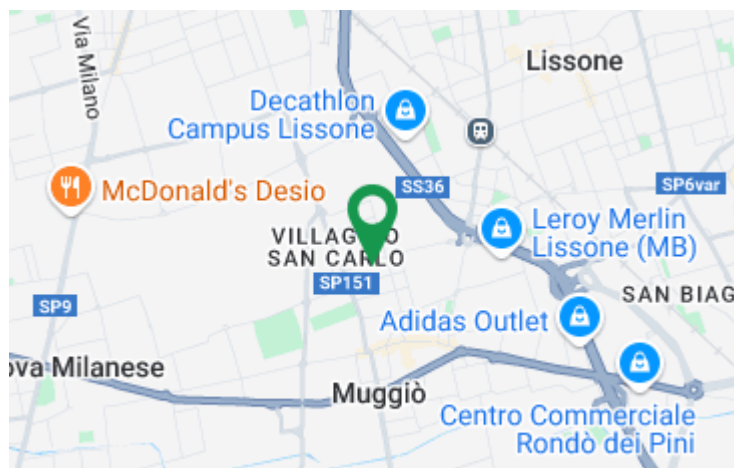 Via Milano
Lissone
Decathlon
Campus Lissone
McDonald's Desio
SS36
SP6var
Leroy Merlin
Lissone (MB)
SAN CARLO
SP151
SAN BIAG
SP9
Adidas Outlet
ova Milanese
Muggiò
Centro Commerciale
Rondò dei Pini